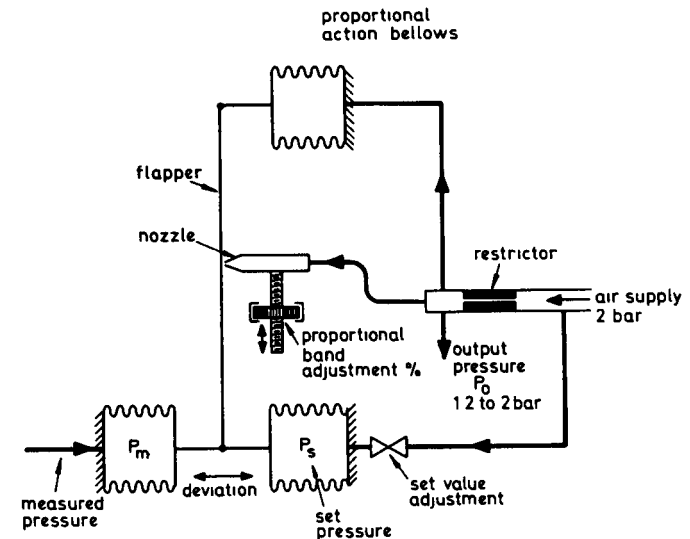 proportional
action bellows
flapper
nozzle
restrictor
air supply
2 bar
proportional
band
adjustment %
output
pressure
Po
1 2 to 2 bar
Pm
Ps
deviation
set value
adjustment
measured
pressure
set
pressure